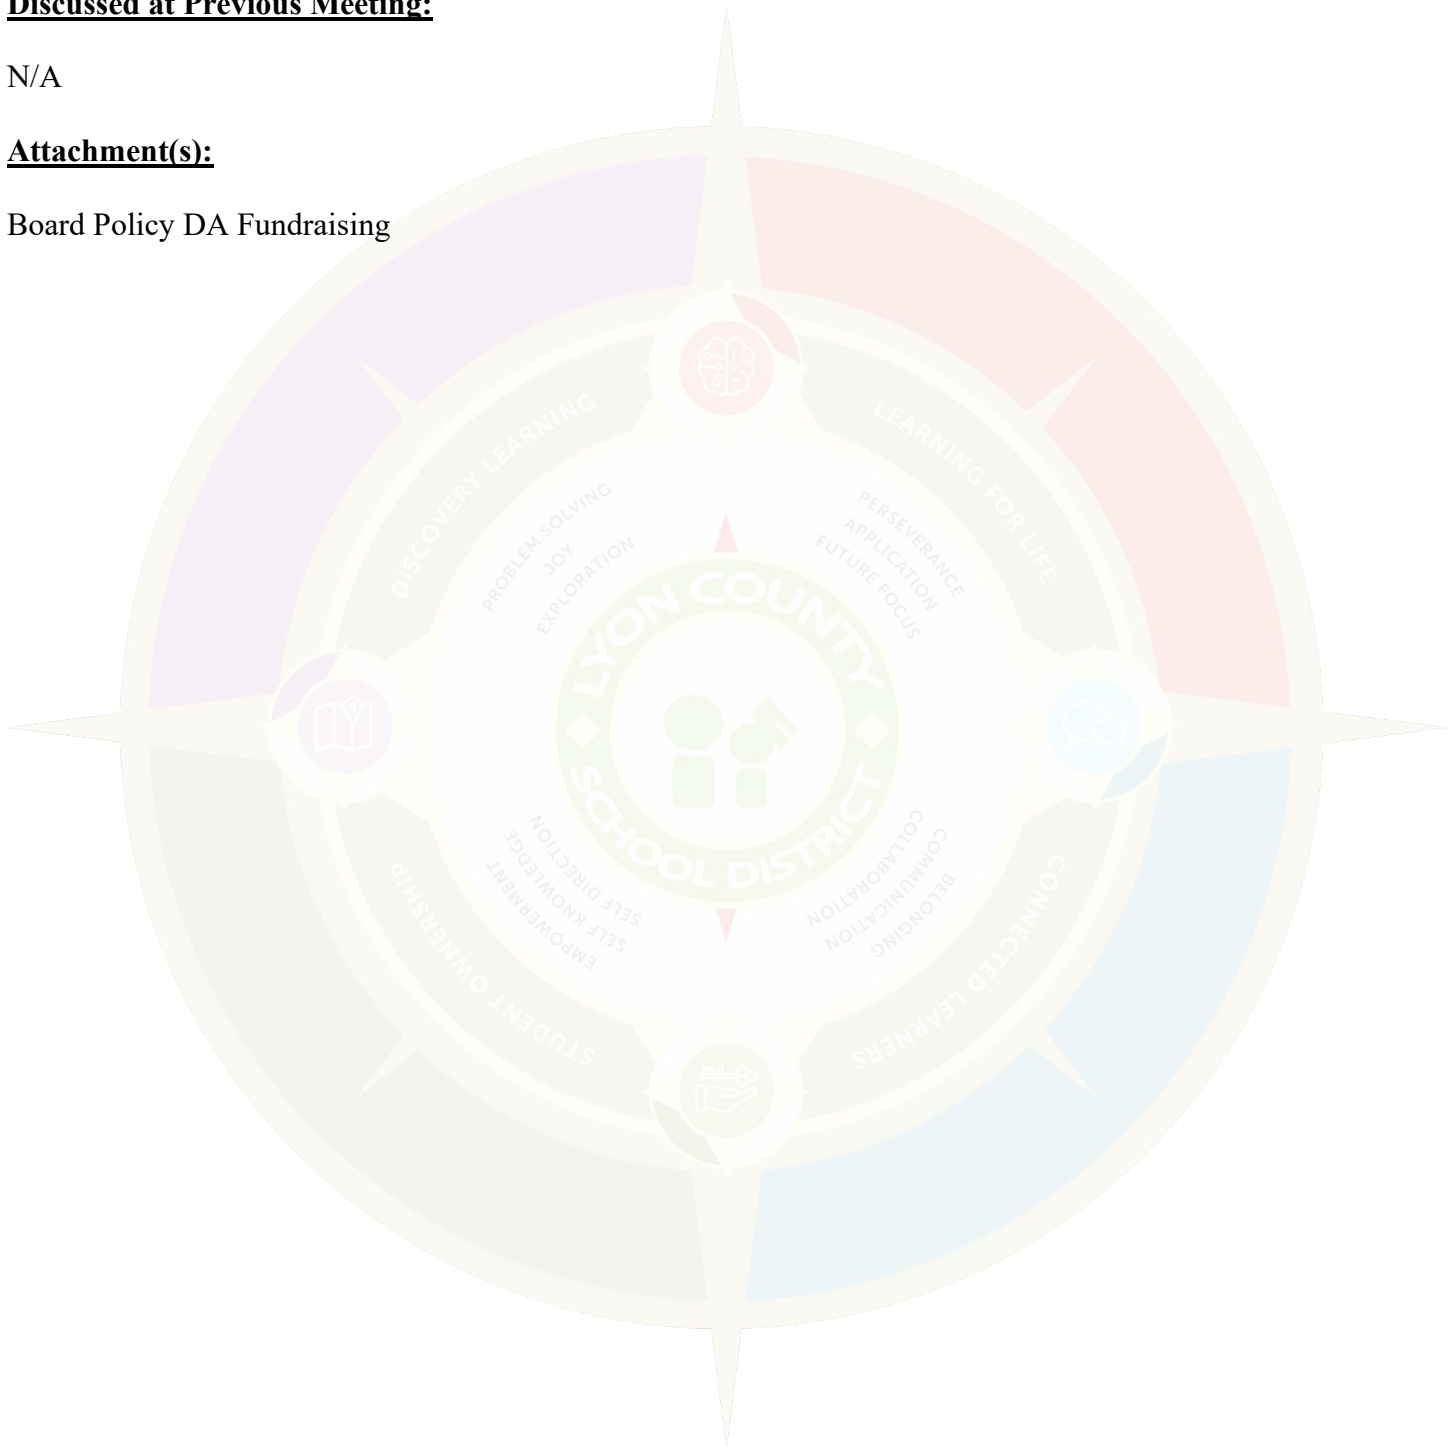 Discussed at Previous Meeting:
N/A
Attachment(s):
Board Policy DA Fundraising
DISCOVERY LEARNING
LEARNING FOR LIFE
PROBLEM SOLVING
JOY
EXPLORATION
PERSEVERANCE
APPLICATION
FUTURE FOCUS
LYON COUNTY
SCHOOL DISTRICT
SELF DIRECTION
SELF KNOWLEDGE
EMPOWERMENT
COLLABORATION
COMMUNICATION
BELONGING
STUDENT OWNERSHIP
CONNECTED LEARNERS